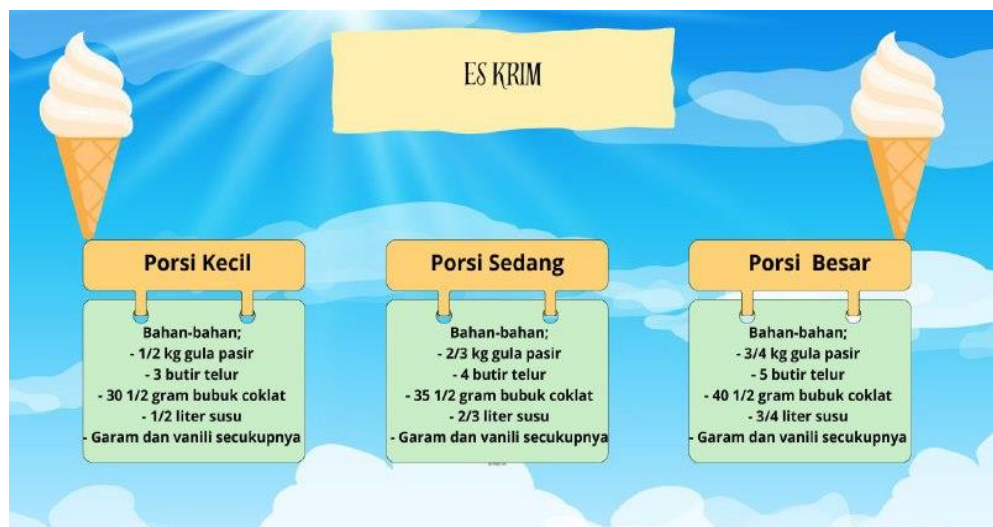 ES KRIM
Porsi Kecil
Bahan-bahan;
- 1/2 kg gula pasir
- 3 butir telur
- 30 1/2 gram bubuk coklat
- 1/2 liter susu
- Garam dan vanili secukupnya
Porsi Sedang
Bahan-bahan;
- 2/3 kg gula pasir
- 4 butir telur
- 35 1/2 gram bubuk coklat
- 2/3 liter susu
- Garam dan vanili secukupnya
Porsi Besar
Bahan-bahan;
- 3/4 kg gula pasir
- 5 butir telur
- 40 1/2 gram bubuk coklat
- 3/4 liter susu
- Garam dan vanili secukupnya